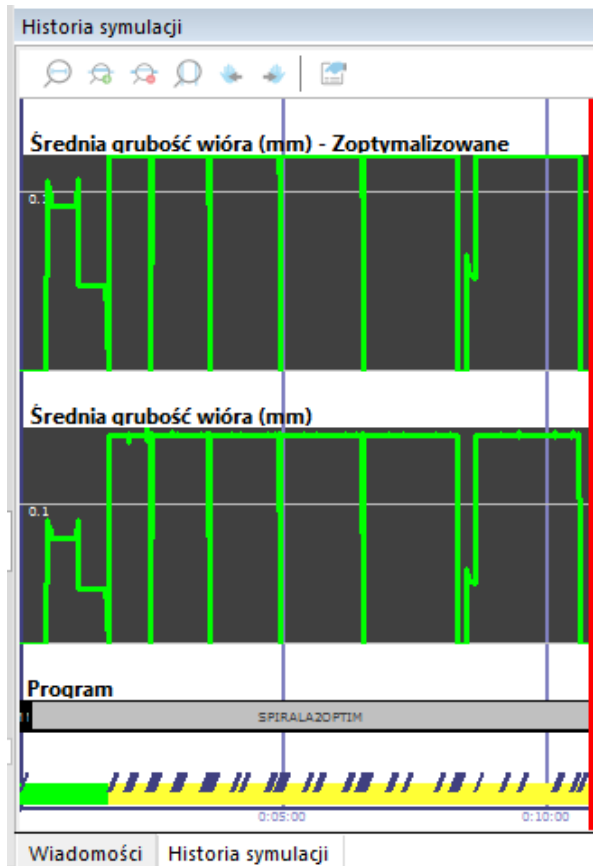 Historia symulacji
Średnia grubość wióra (mm) - Zoptymalizowane
0.1
Średnia grubość wióra (mm)
0.1
Program
SPIRALA2OPTIM
0:05:00 0:10:00
Wiadomości Historia symulacji